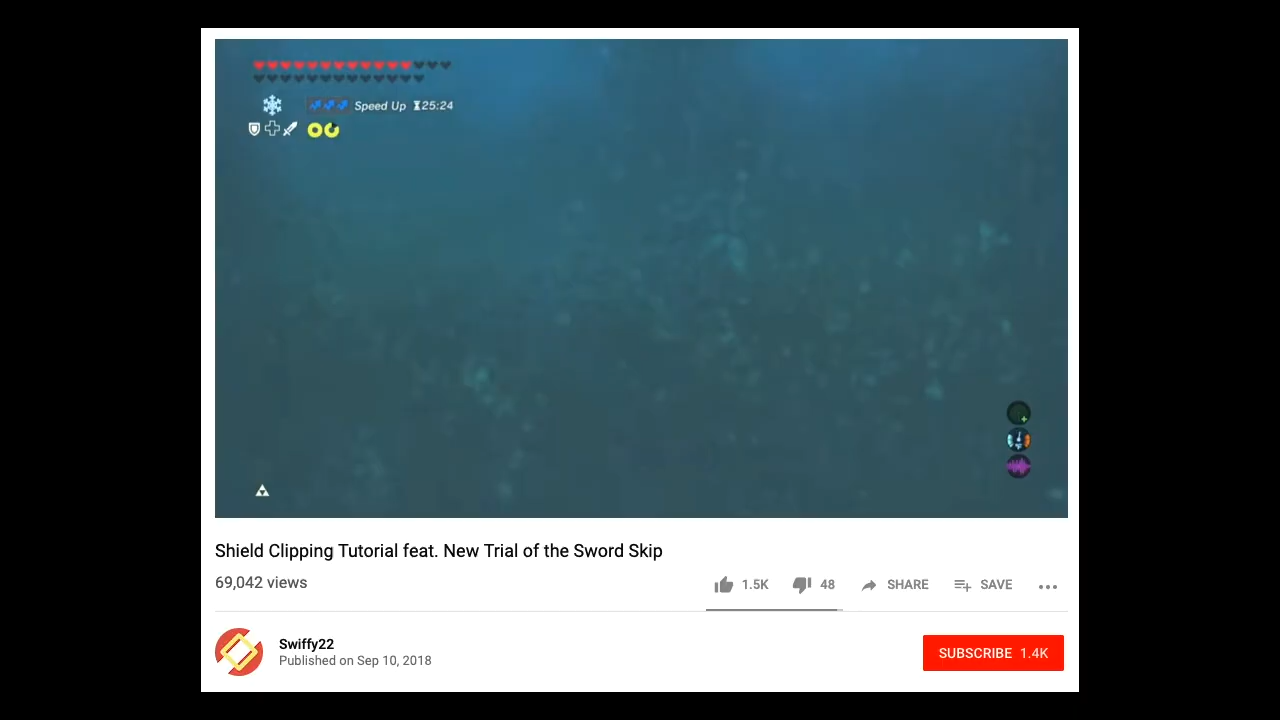 Speed Up 25:24
Shield Clipping Tutorial feat. New Trial of the Sword Skip
69,042 views
1.5K 48 SHARE SAVE
Swiffy22
Published on Sep 10, 2018
SUBSCRIBE 1.4K